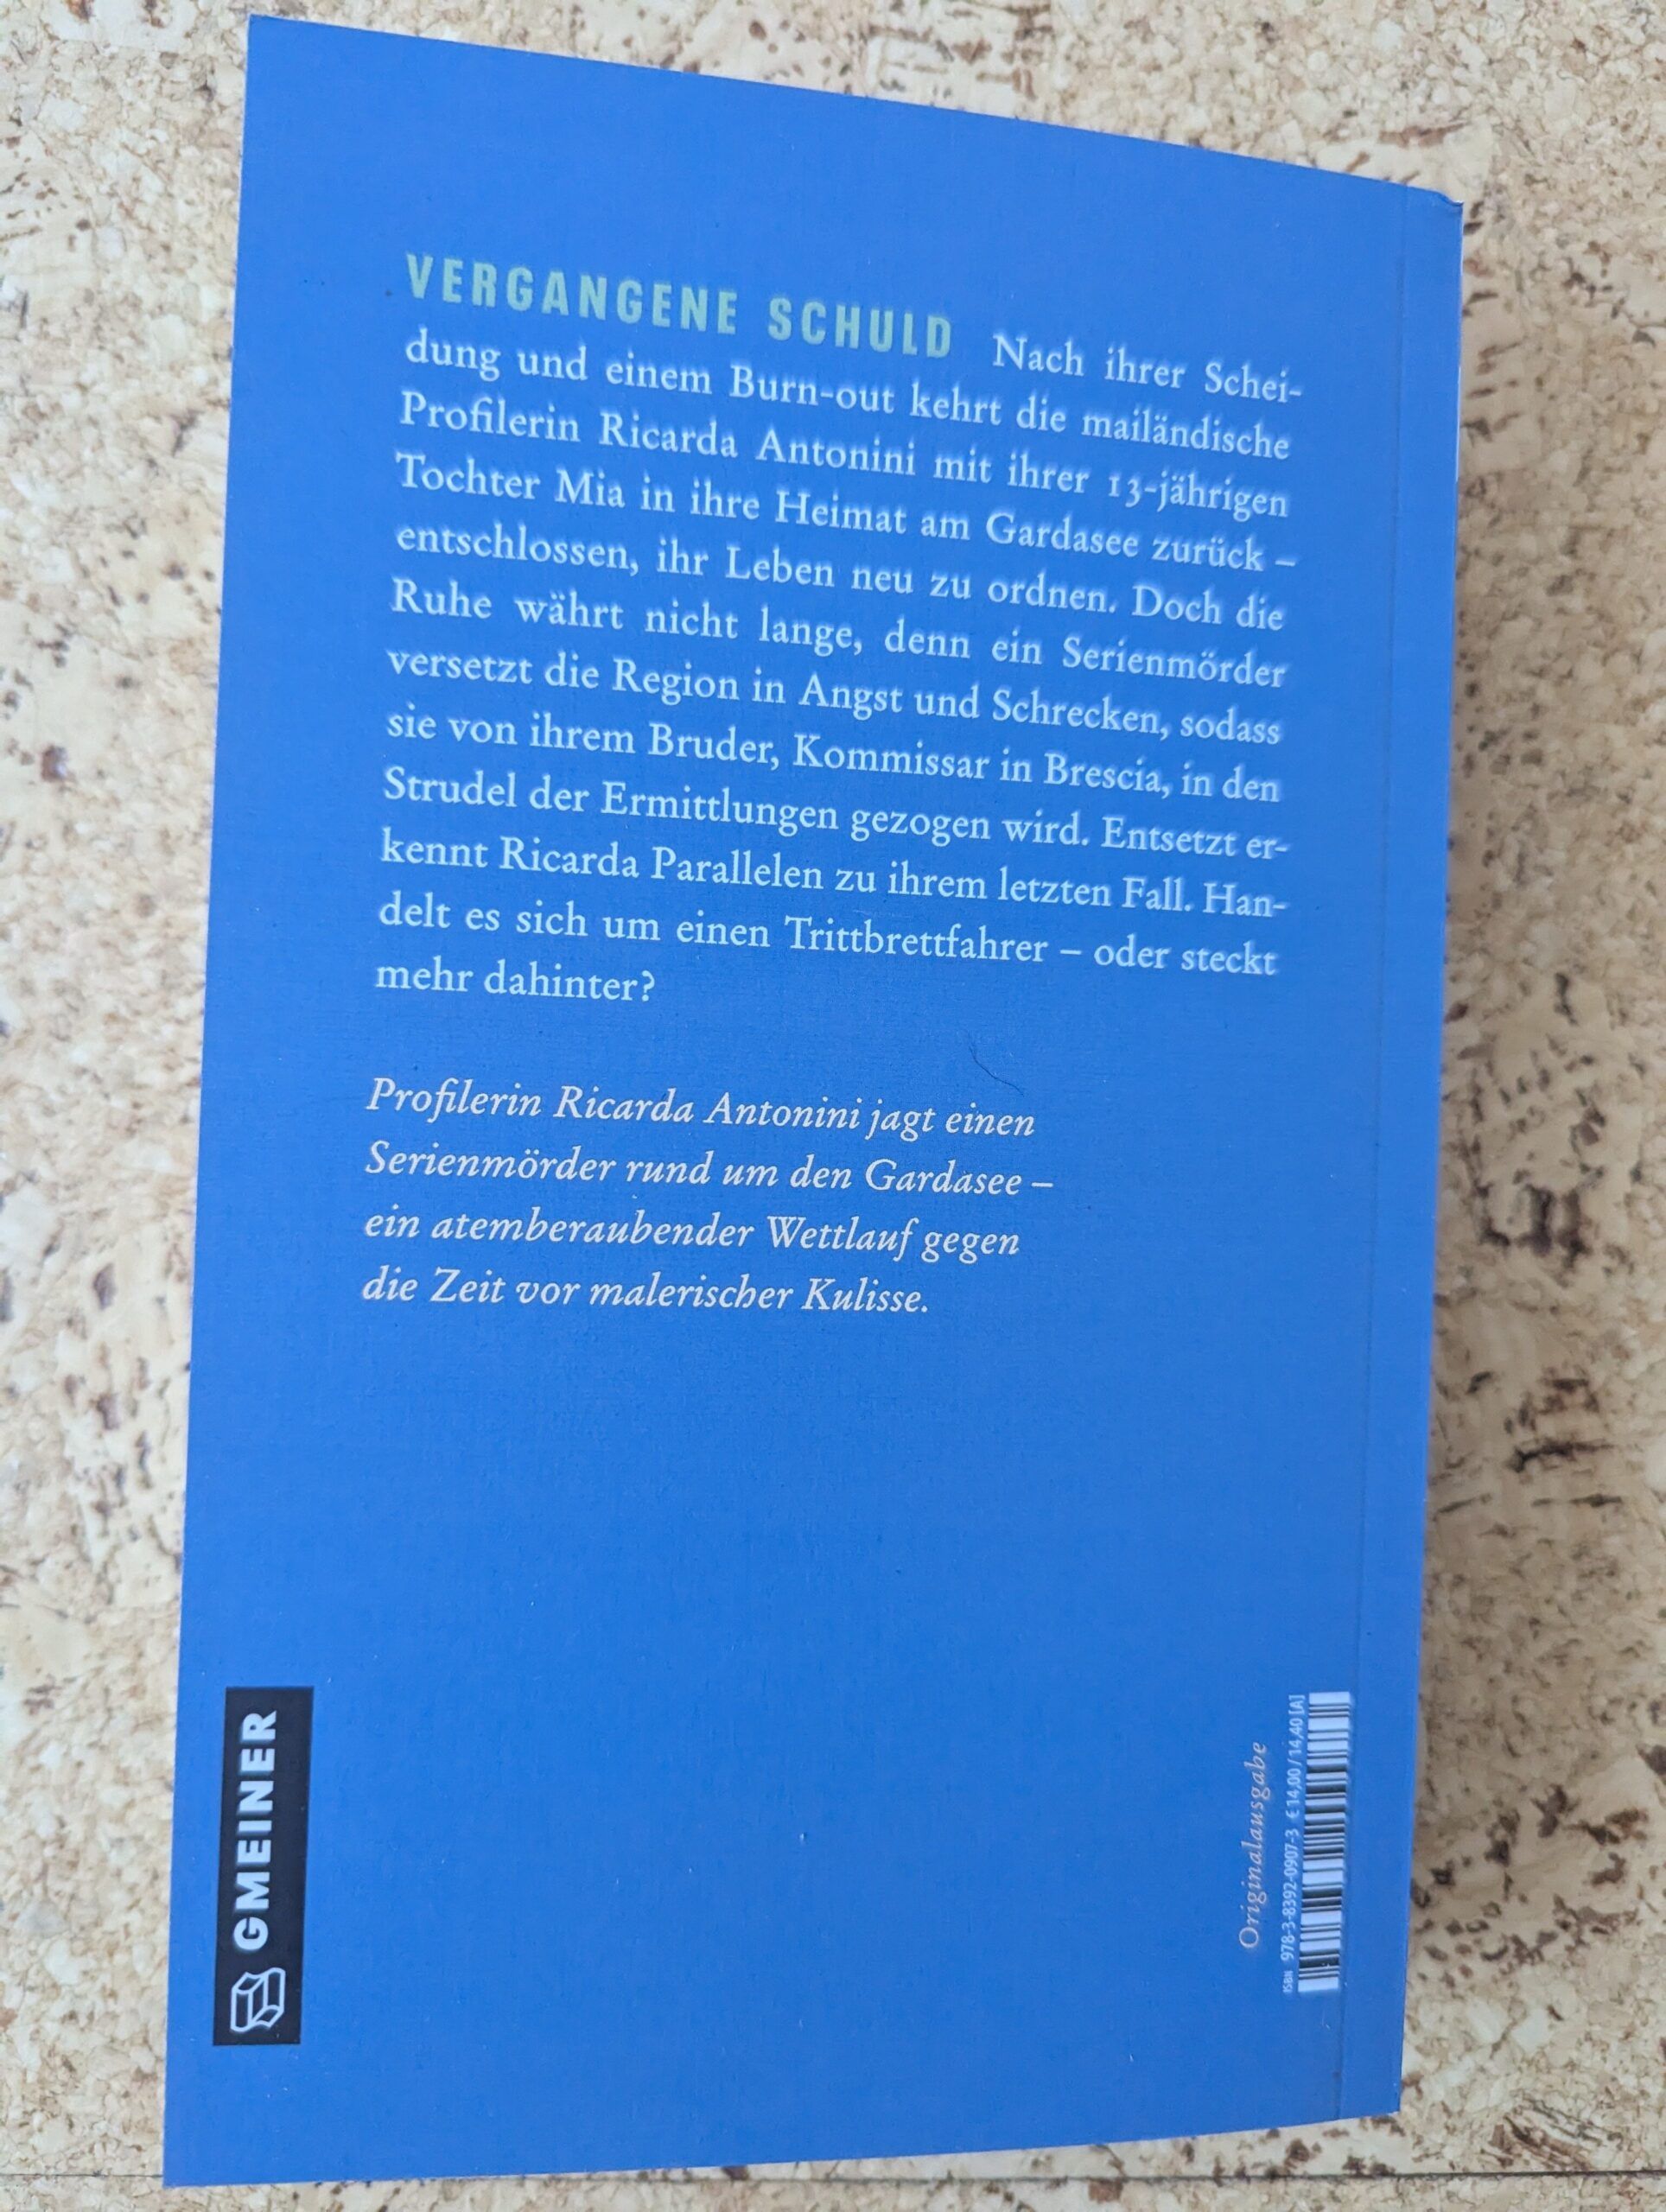 VERGANGENE SCHULD Nach ihrer Schei-
dung und einem Burn-out kehrt die mailändische
Profilerin Ricarda Antonini mit ihrer 13-jährigen
Tochter Mia in ihre Heimat am Gardasee zurück –
entschlossen, ihr Leben neu zu ordnen. Doch die
Ruhe währt nicht lange, denn ein Serienmörder
versetzt die Region in Angst und Schrecken, sodass
sie von ihrem Bruder, Kommissar in Brescia, in den
Strudel der Ermittlungen gezogen wird. Entsetzt er-
kennt Ricarda Parallelen zu ihrem letzten Fall. Han-
delt es sich um einen Trittbrettfahrer – oder steckt
mehr dahinter?
Profilerin Ricarda Antonini jagt einen
Serienmörder rund um den Gardasee –
ein atemberaubender Wettlauf gegen
die Zeit vor malerischer Kulisse.
GMEINER
Originalausgabe
ISBN 978-3-8392-0907-3 € 14,00 / 14,40 [A]